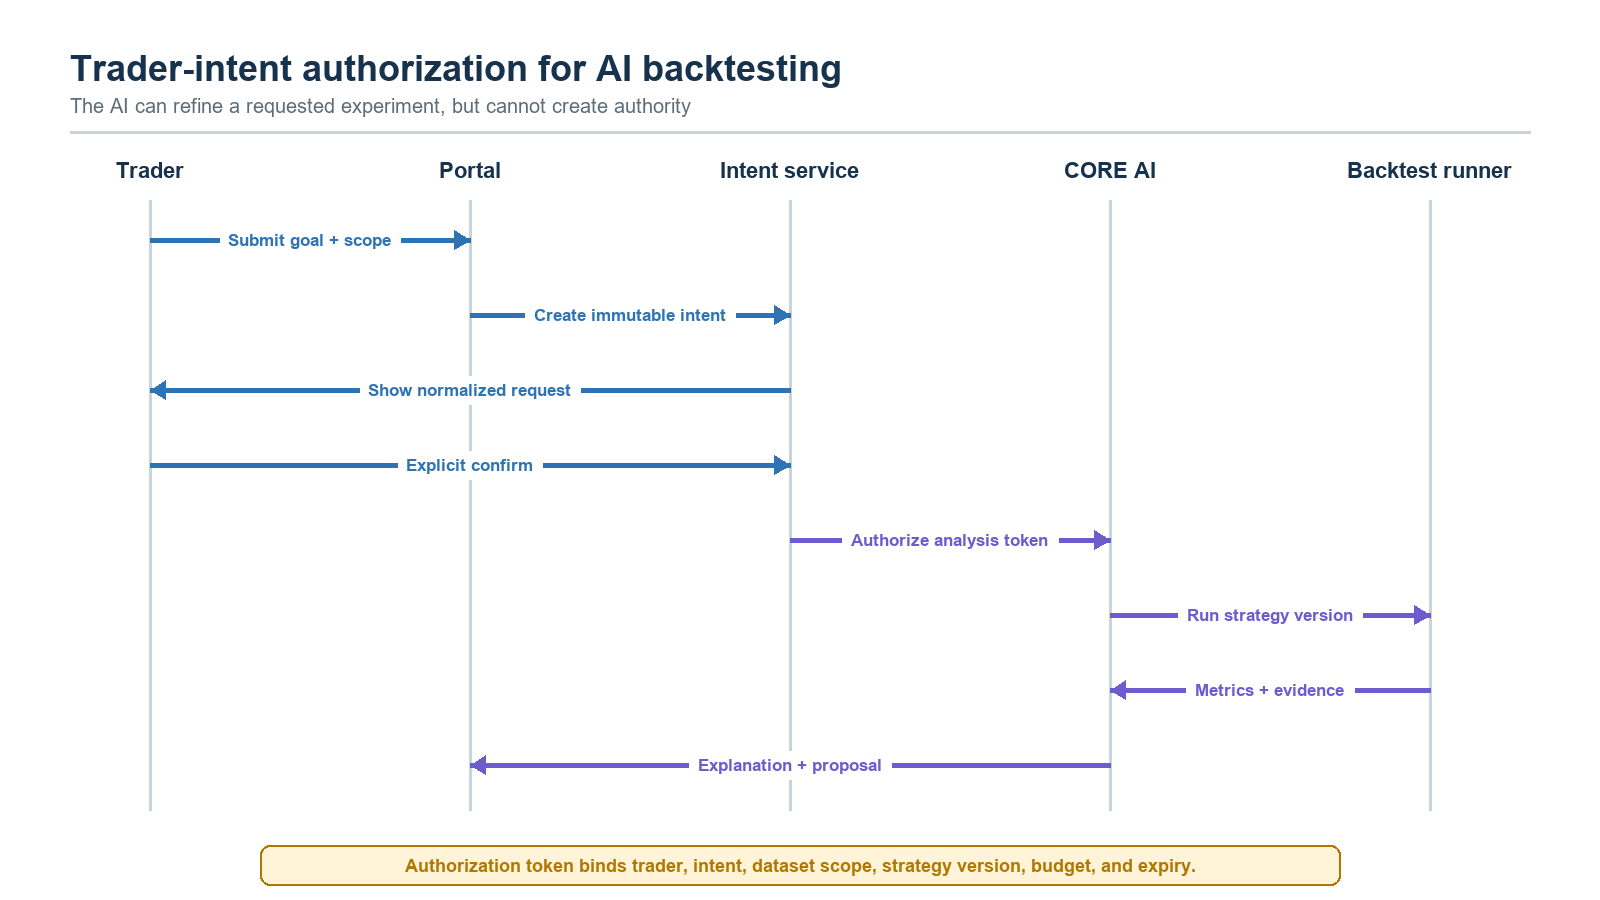 Trader-intent authorization for AI backtesting
The AI can refine a requested experiment, but cannot create authority
Trader
Portal
Intent service
CORE AI
Backtest runner
Submit goal + scope
Create immutable intent
Show normalized request
Explicit confirm
Authorize analysis token
Run strategy version
Metrics + evidence
Explanation + proposal
Authorization token binds trader, intent, dataset scope, strategy version, budget, and expiry.